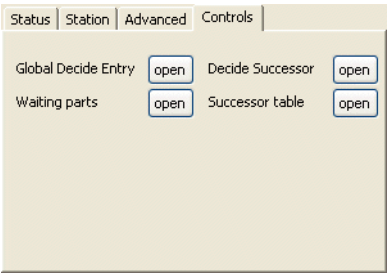 Status Station Advanced Controls
Global Decide Entry open Decide Successor open
Waiting parts open Successor table open